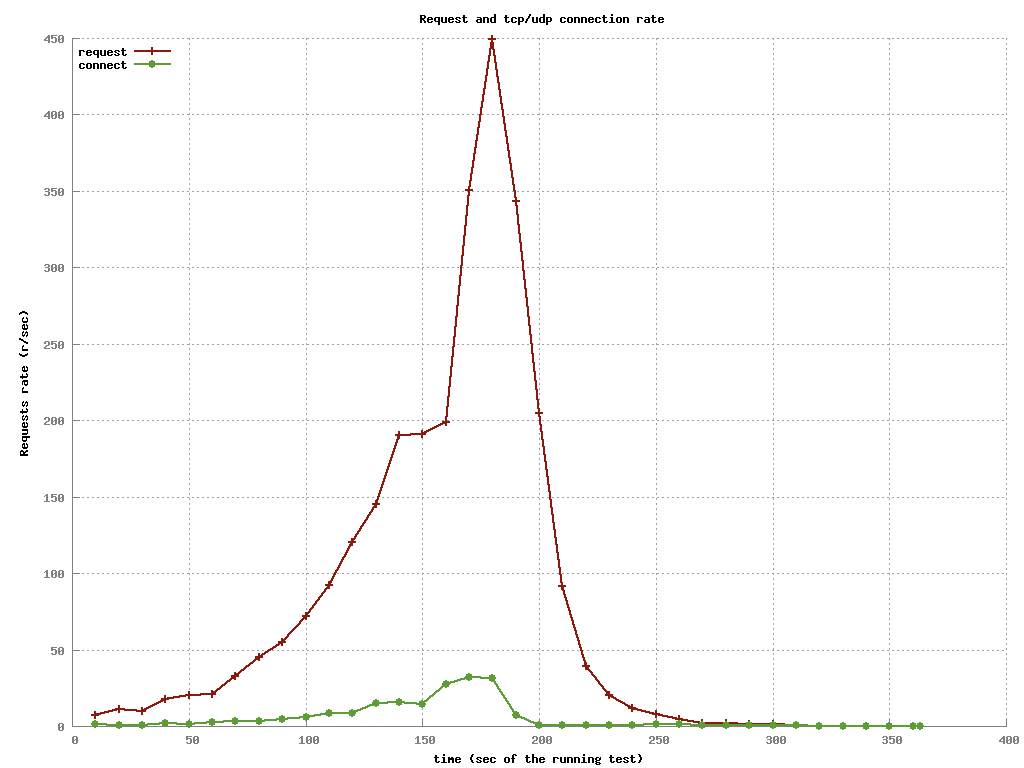 Request and tcp/udp connection rate
request
connect
450
400
350
300
250
200
150
100
50
0
Requests rate (r/sec)
0 50 100 150 200 250 300 350 400
time (sec of the running test)